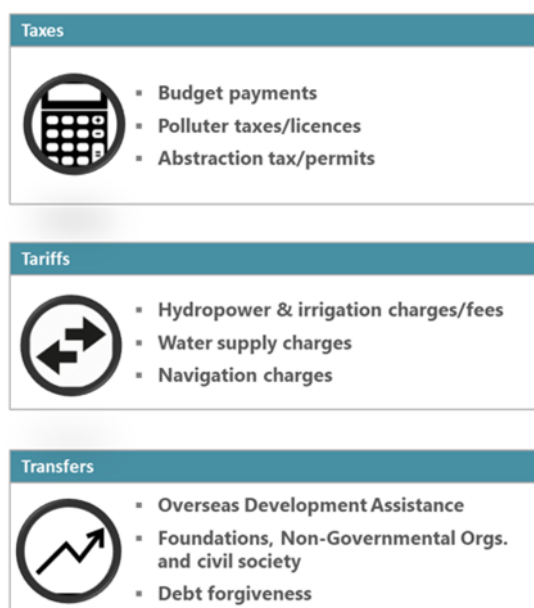 Taxes
Budget payments
Polluter taxes/licences
Abstraction tax/permits
Tariffs
Hydropower & irrigation charges/fees
Water supply charges
Navigation charges
Transfers
Overseas Development Assistance
Foundations, Non-Governmental Orgs.
and civil society
Debt forgiveness